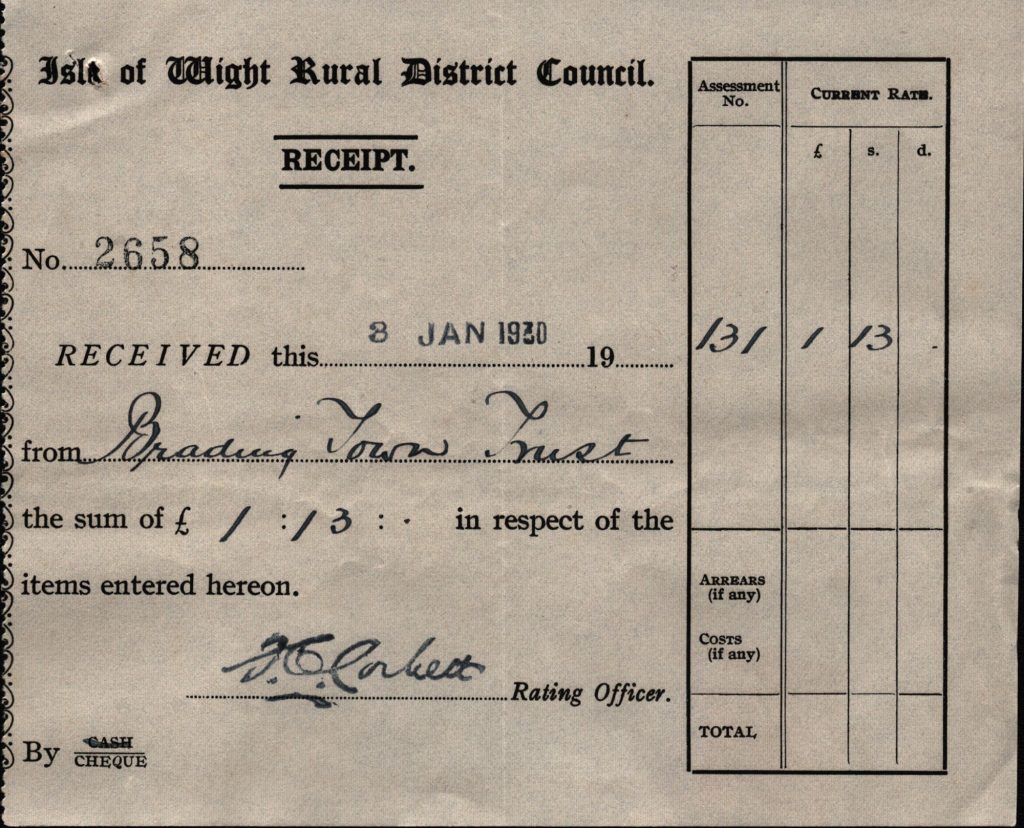 Isle of Wight Rural District Council.
RECEIPT.
No. 2658
RECEIVED this 8 JAN 1930 19
from Brading Town Trust
the sum of £ 1 : 13 : . in respect of the
items entered hereon.
F.C. Corbett
Rating Officer.
By CASH
CHEQUE
Assessment No. CURRENT RATE.
£ s. d.
131 1 13 .
ARREARS
(if any)
COSTS
(if any)
TOTAL